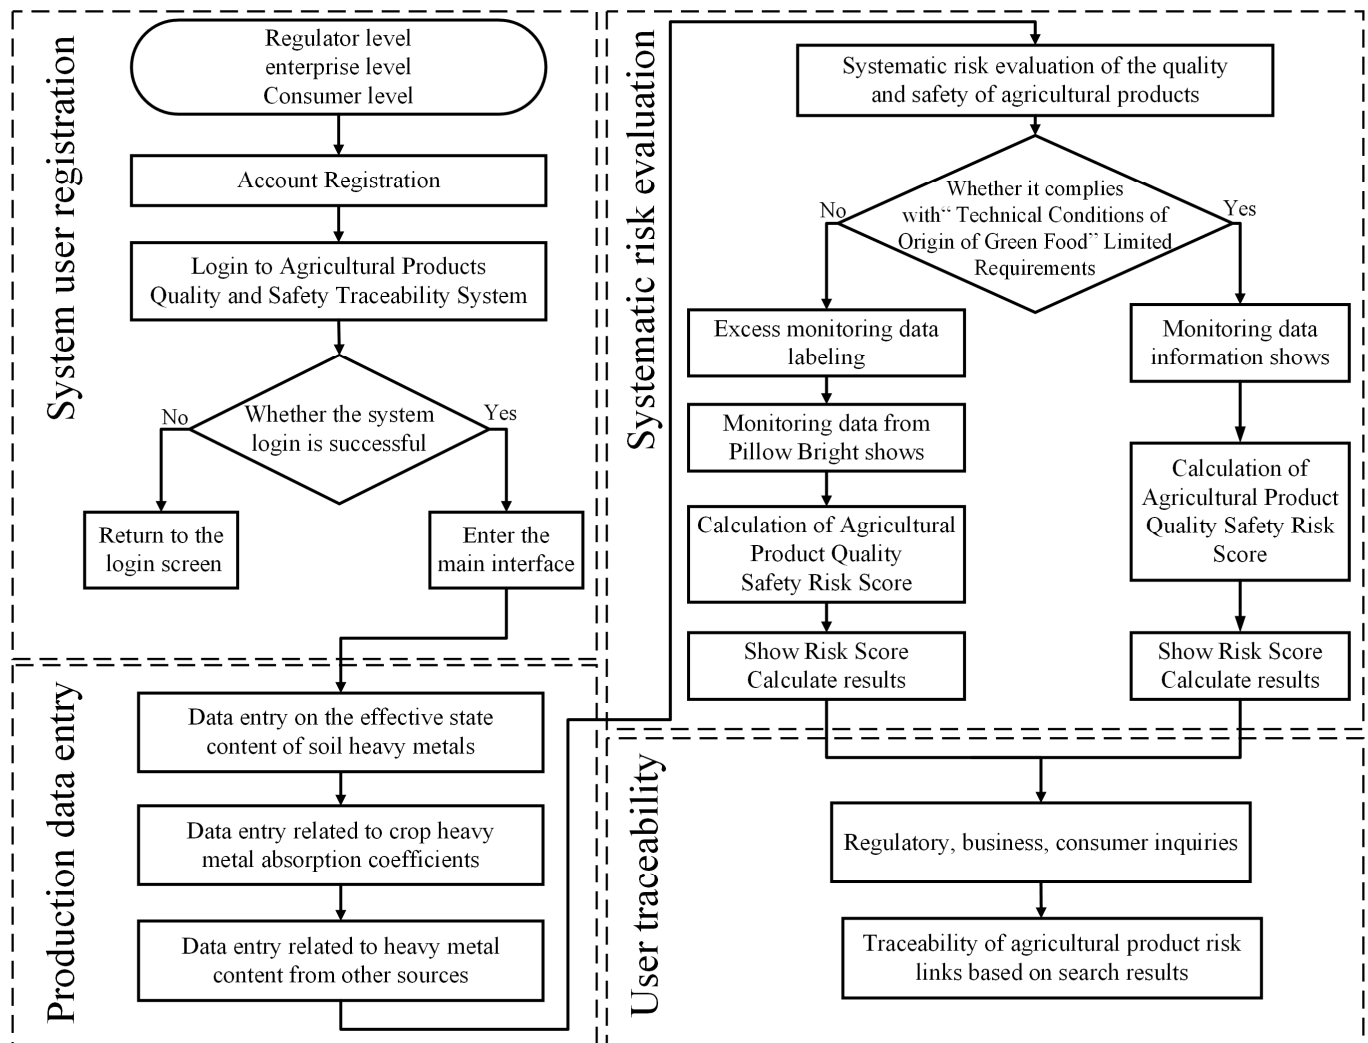 System user registration
Regulator level
enterprise level
Consumer level
Account Registration
Login to Agricultural Products
Quality and Safety Traceability System
Whether the system
login is successful
No
Yes
Return to the
login screen
Enter the
main interface
Production data entry
Data entry on the effective state
content of soil heavy metals
Data entry related to crop heavy
metal absorption coefficients
Data entry related to heavy metal
content from other sources
Systematic risk evaluation
Systematic risk evaluation of the quality
and safety of agricultural products
Whether it complies
with“ Technical Conditions of
Origin of Green Food” Limited
Requirements
No
Yes
Excess monitoring data
labeling
Monitoring data from
Pillow Bright shows
Calculation of Agricultural
Product Quality
Safety Risk Score
Show Risk Score
Calculate results
Monitoring data
information shows
Calculation of
Agricultural Product
Quality Safety Risk
Score
Show Risk Score
Calculate results
User traceability
Regulatory, business, consumer inquiries
Traceability of agricultural product risk
links based on search results